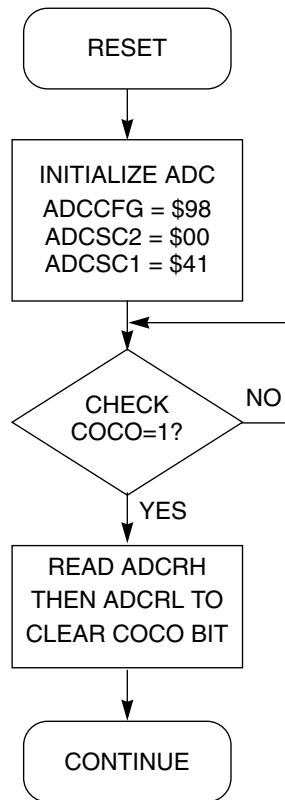 RESET
INITIALIZE ADC
ADCCFG = $98
ADCSC2 = $00
ADCSC1 = $41
CHECK
COCO=1?
NO
YES
READ ADCRH
THEN ADCRL TO
CLEAR COCO BIT
CONTINUE